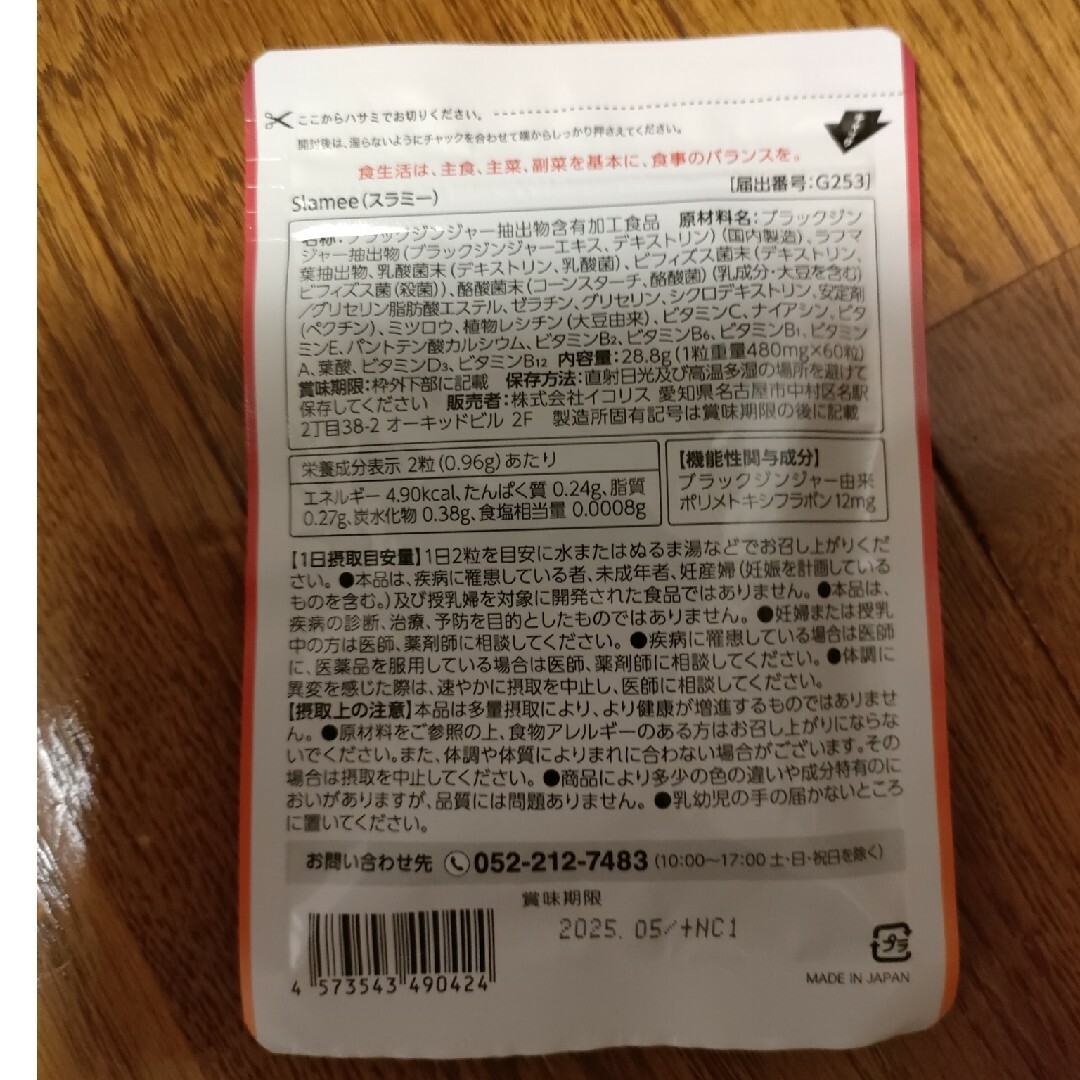 ここからハサミでお切りください。
開封後は、湿らないようにチャックを合わせて端からしっかり押さえてください。
食生活は、主食、主菜、副菜を基本に、食事のバランスを。
[届出番号:G253]
Slamee(スラミー)
名称:ブラックジンジャー抽出物含有加工食品 原材料名:ブラックジン
ジャー抽出物(ブラックジンジャーエキス、デキストリン)(国内製造)、ラフマ
葉抽出物、乳酸菌末(デキストリン、乳酸菌)、ビフィズス菌末(デキストリン、
ビフィズス菌(殺菌))、酪酸菌末(コーンスターチ、酪酸菌)(乳成分・大豆を含む)
/グリセリン脂肪酸エステル、ゼラチン、グリセリン、シクロデキストリン、安定剤
(ペクチン)、ミツロウ、植物レシチン(大豆由来)、ビタミンC、ナイアシン、ビタ
ミンE、パントテン酸カルシウム、ビタミンB2、ビタミンB6、ビタミンB1、ビタミン
A、葉酸、ビタミンD3、ビタミンB12 内容量:28.8g(1粒重量480mg×60粒)
賞味期限:枠外下部に記載 保存方法:直射日光及び高温多湿の場所を避けて
保存してください 販売者:株式会社イコリス 愛知県名古屋市中村区名駅
2丁目38-2 オーキッドビル 2F 製造所固有記号は賞味期限の後に記載
栄養成分表示 2粒(0.96g)あたり
エネルギー 4.90kcal、たんぱく質 0.24g、脂質
0.27g、炭水化物 0.38g、食塩相当量 0.0008g
【機能性関与成分】
ブラックジンジャー由来
ポリメトキシフラボン12mg
【1日摂取目安量】1日2粒を目安に水またはぬるま湯などでお召し上がりくだ
さい。●本品は、疾病に罹患している者、未成年者、妊産婦(妊娠を計画している
ものを含む。)及び授乳婦を対象に開発された食品ではありません。●本品は、
疾病の診断、治療、予防を目的としたものではありません。●妊婦または授乳
中の方は医師、薬剤師に相談してください。●疾病に罹患している場合は医師
に、医薬品を服用している場合は医師、薬剤師に相談してください。●体調に
異変を感じた際は、速やかに摂取を中止し、医師に相談してください。
【摂取上の注意】本品は多量摂取により、より健康が増進するものではありませ
ん。●原材料をご参照の上、食物アレルギーのある方はお召し上がりにならな
いでください。また、体調や体質によりまれに合わない場合がございます。その
場合は摂取を中止してください。●商品により多少の色の違いや成分特有のに
おいがありますが、品質には問題ありません。●乳幼児の手の届かないところ
に置いてください。
お問い合わせ先 052-212-7483(10:00〜17:00 土・日・祝日を除く)
賞味期限
2025. 05/+NC1
4 573543 490424
プラ
MADE IN JAPAN